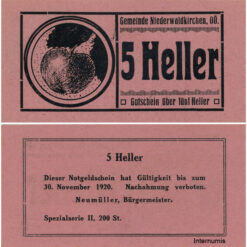 Gemeinde Niederwaldkirchen, OÖ.
5 Heller
Gutschein über fünf Heller
5 Heller
Dieser Notgeldschein hat Gültigkeit bis zum
30. November 1920. Nachahmung verboten.
Neumüller, Bürgermeister.
Spezialserie II, 200 St.
Internumis